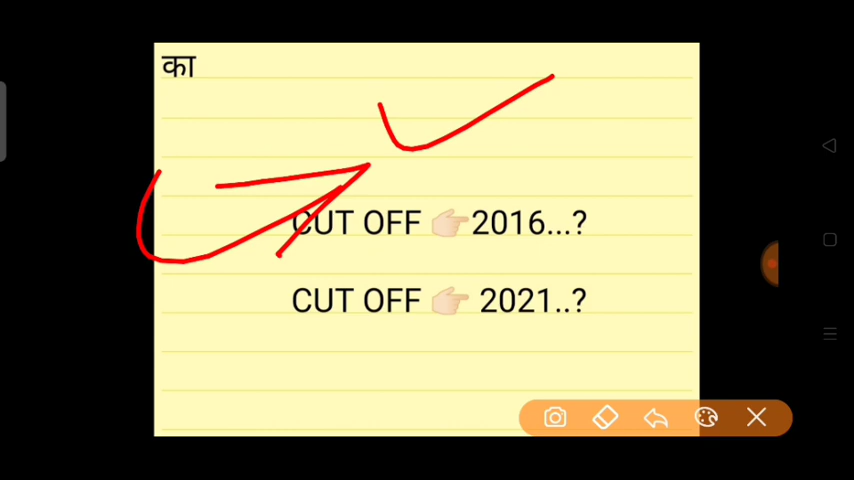 का
CUT OFF 👉🏻2016...?
CUT OFF 👉🏻 2021..?